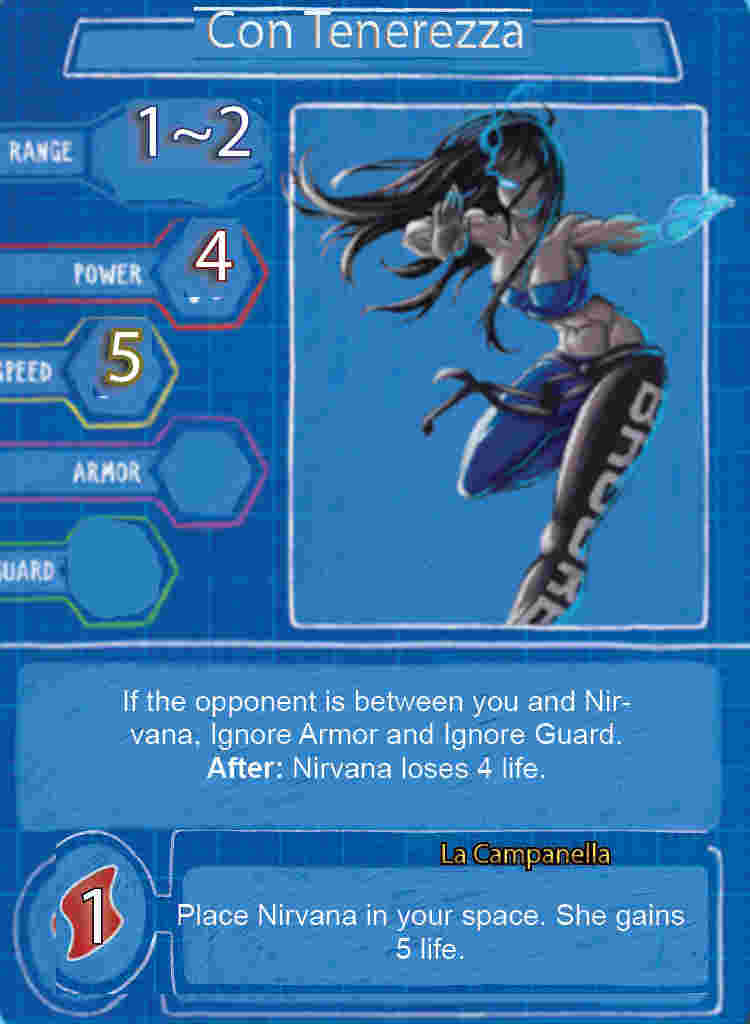 Con Tenerezza
RANGE 1~2
POWER 4
SPEED 5
ARMOR
GUARD
If the opponent is between you and Nir-
vana, Ignore Armor and Ignore Guard.
After: Nirvana loses 4 life.
La Campanella
1
Place Nirvana in your space. She gains
5 life.